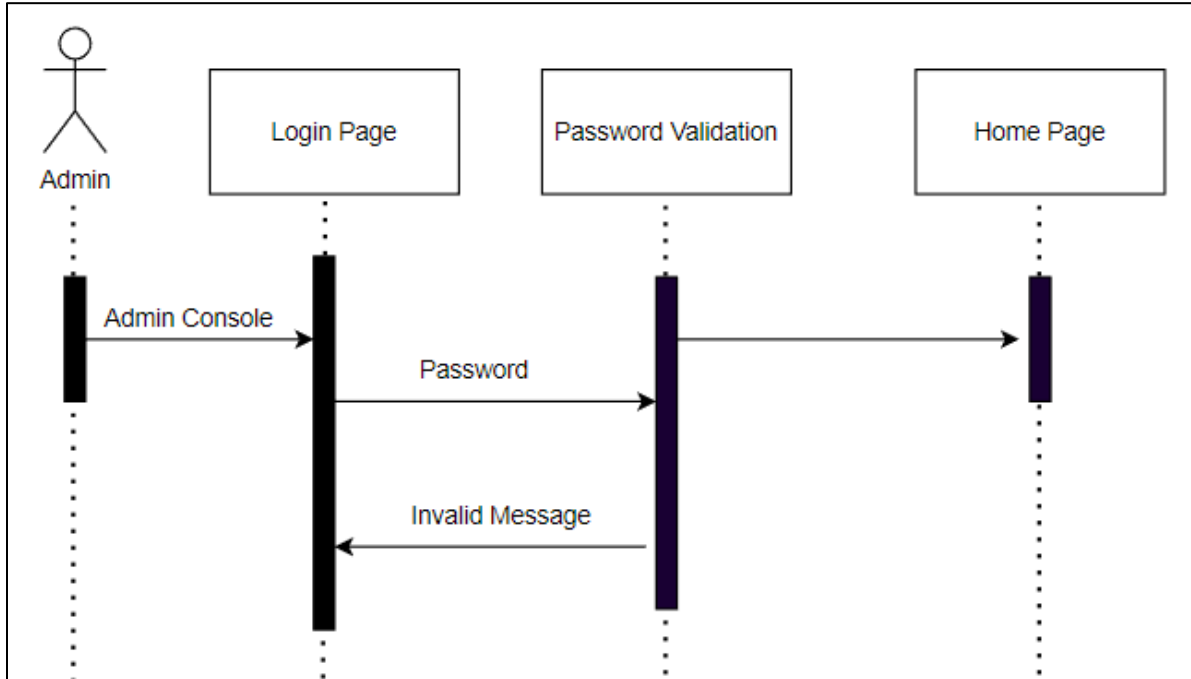 Admin
Login Page
Password Validation
Home Page
Admin Console
Password
Invalid Message